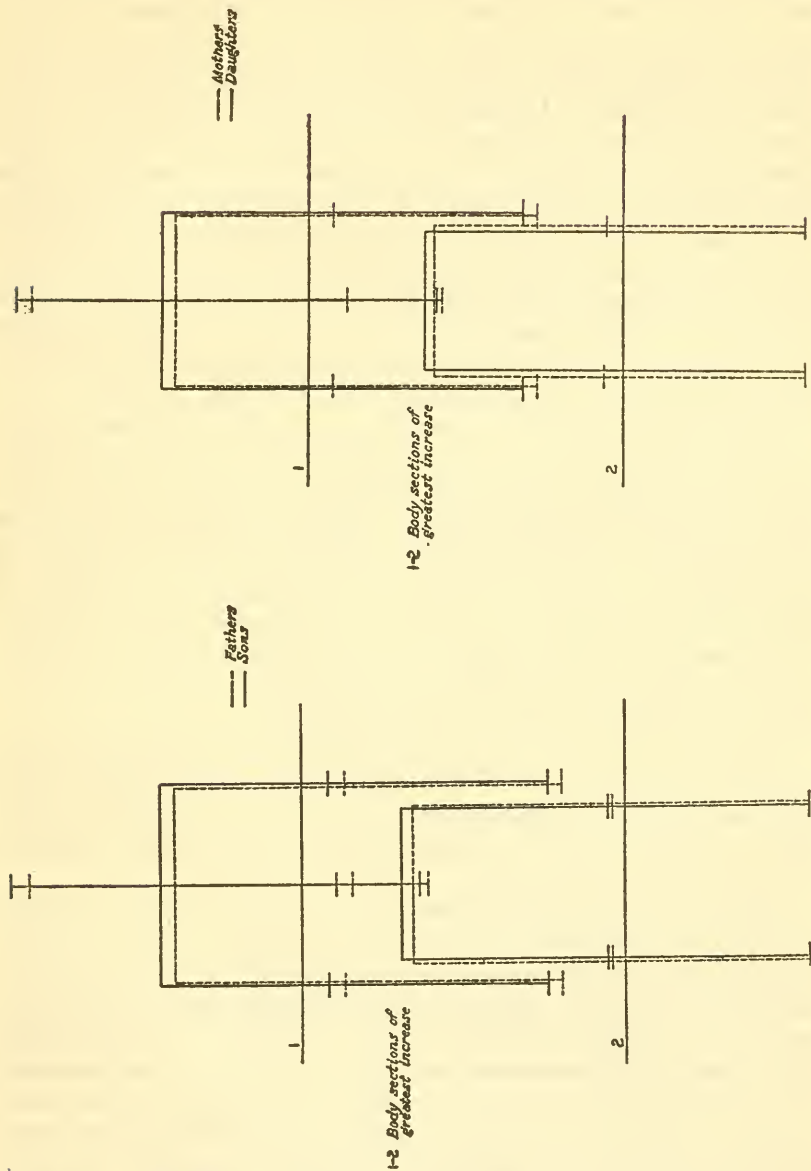 --- Fathers
— Sons
1
1-2 Body sections of
greatest increase
2
--- Mothers
— Daughters
1
1-2 Body sections of
greatest increase
2